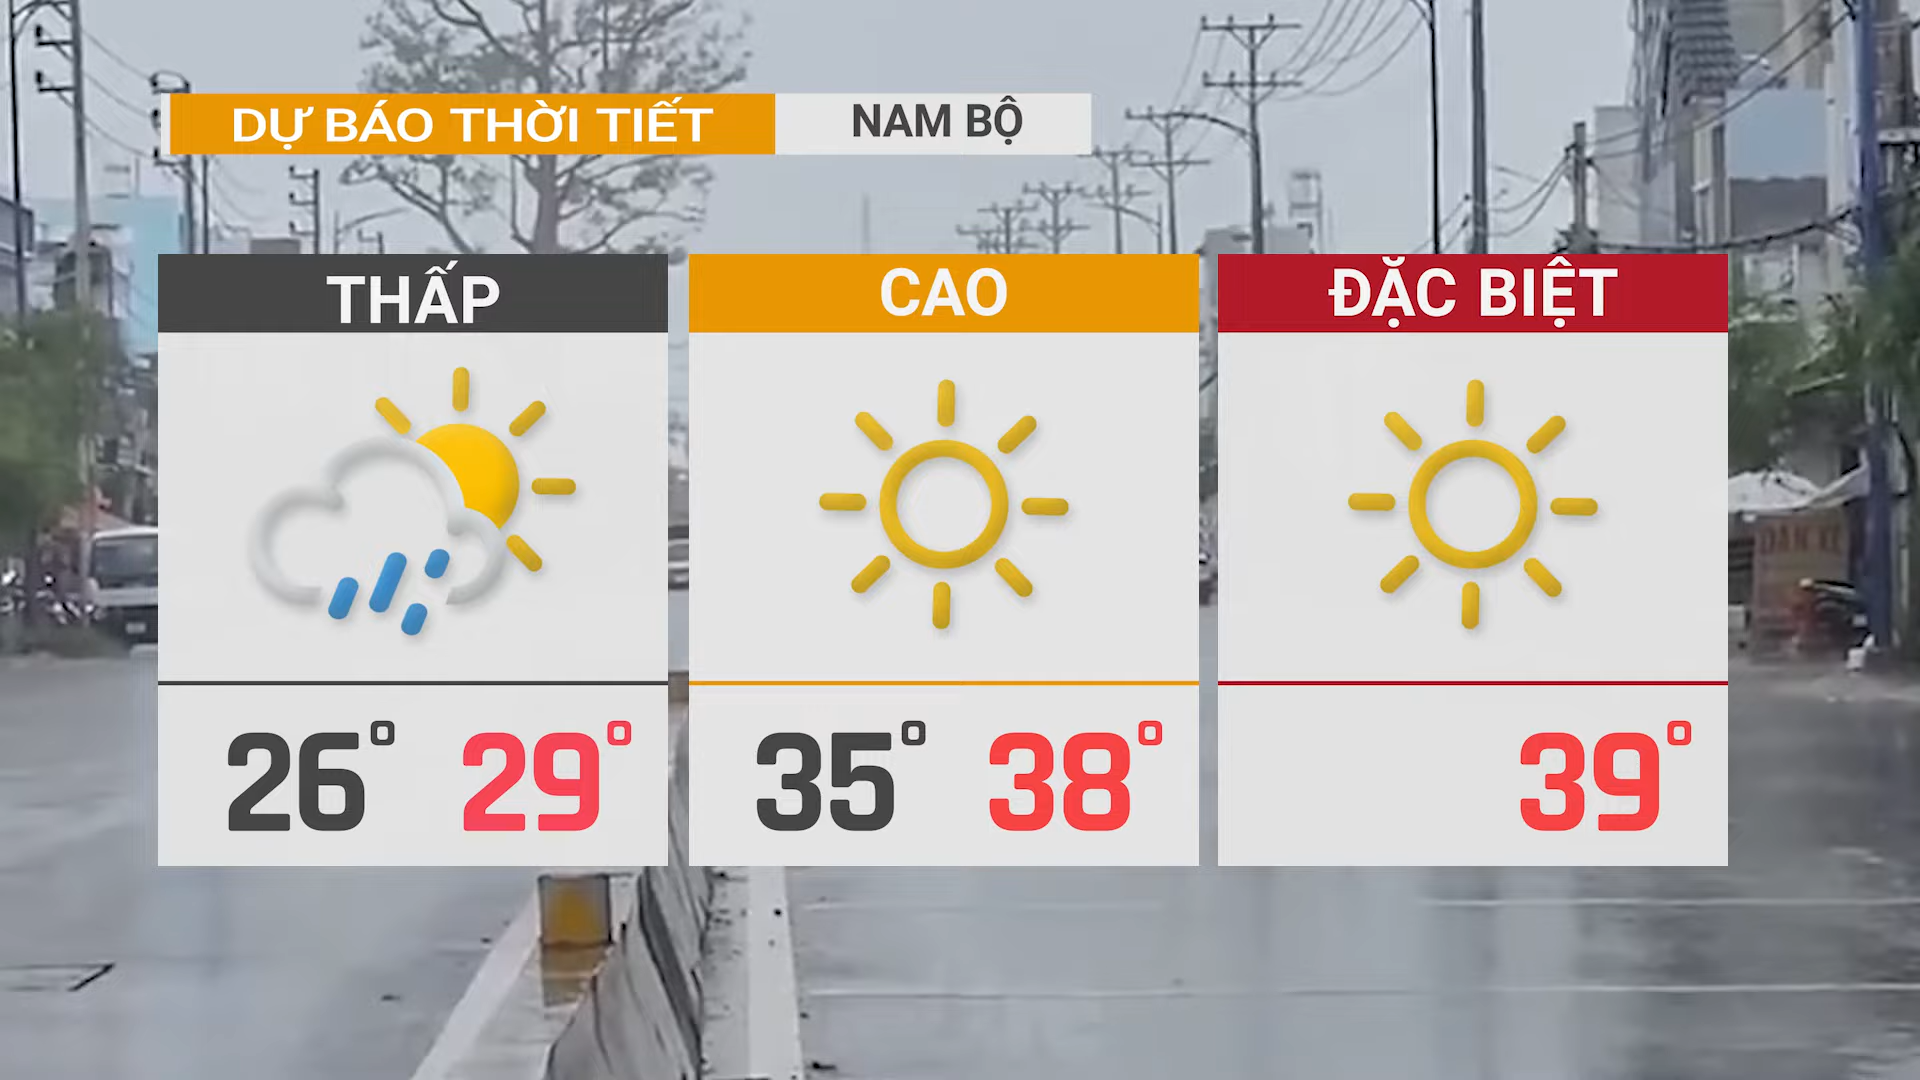 DỰ BÁO THỜI TIẾT
NAM BỘ
THẤP
CAO
ĐẶC BIỆT
26° 29°
35° 38°
39°